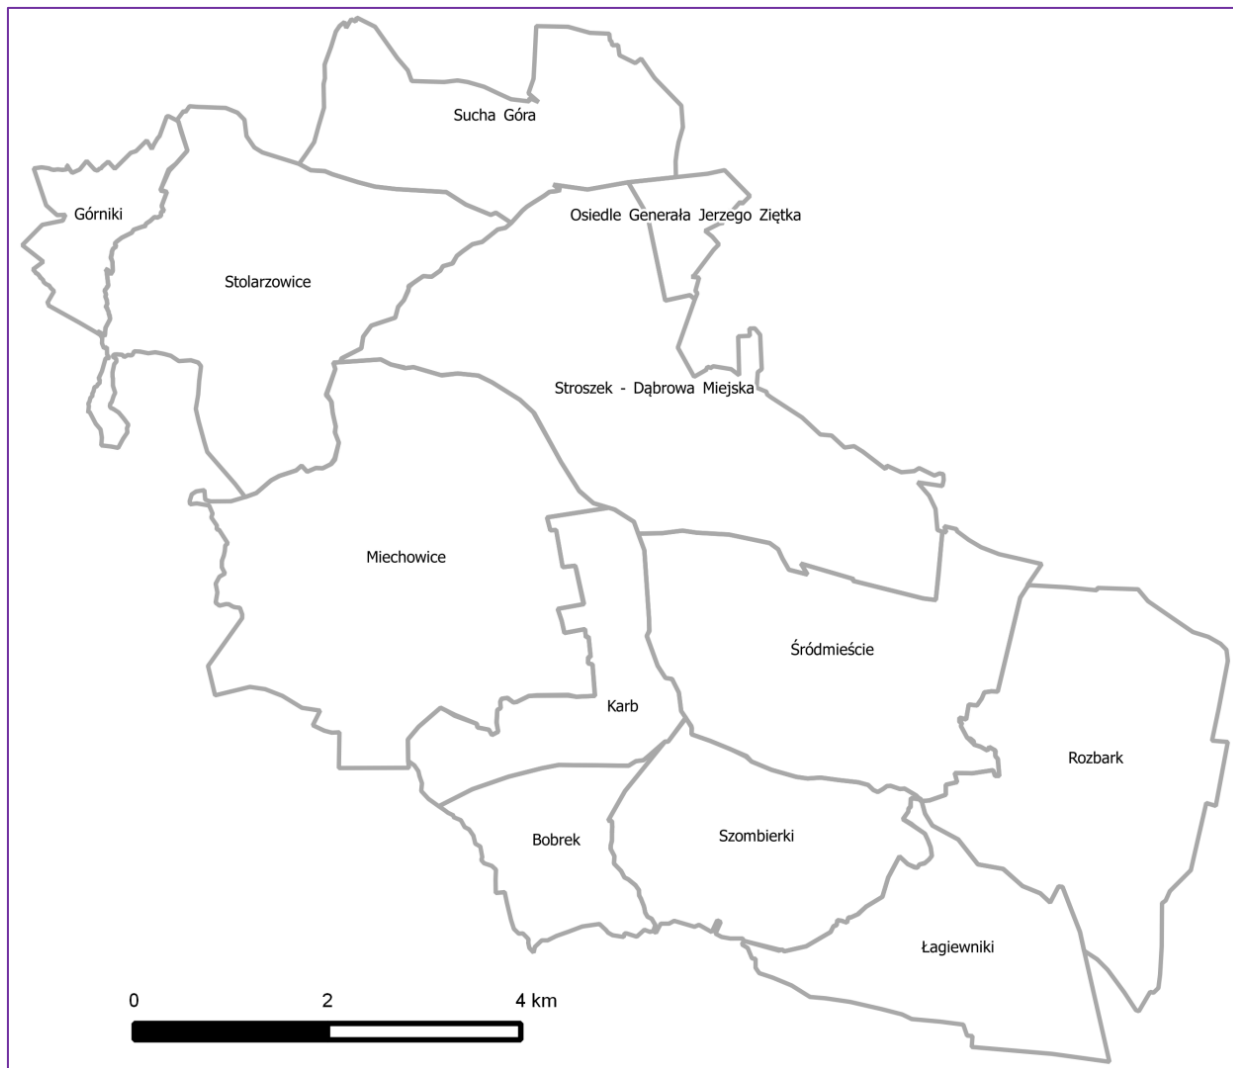 Sucha Góra
Górniki
Osiedle Generała Jerzego Ziętka
Stolarzowice
Stroszek - Dąbrowa Miejska
Miechowice
Śródmieście
Karb
Rozbark
Bobrek
Szombierki
Łagiewniki
0 2 4 km